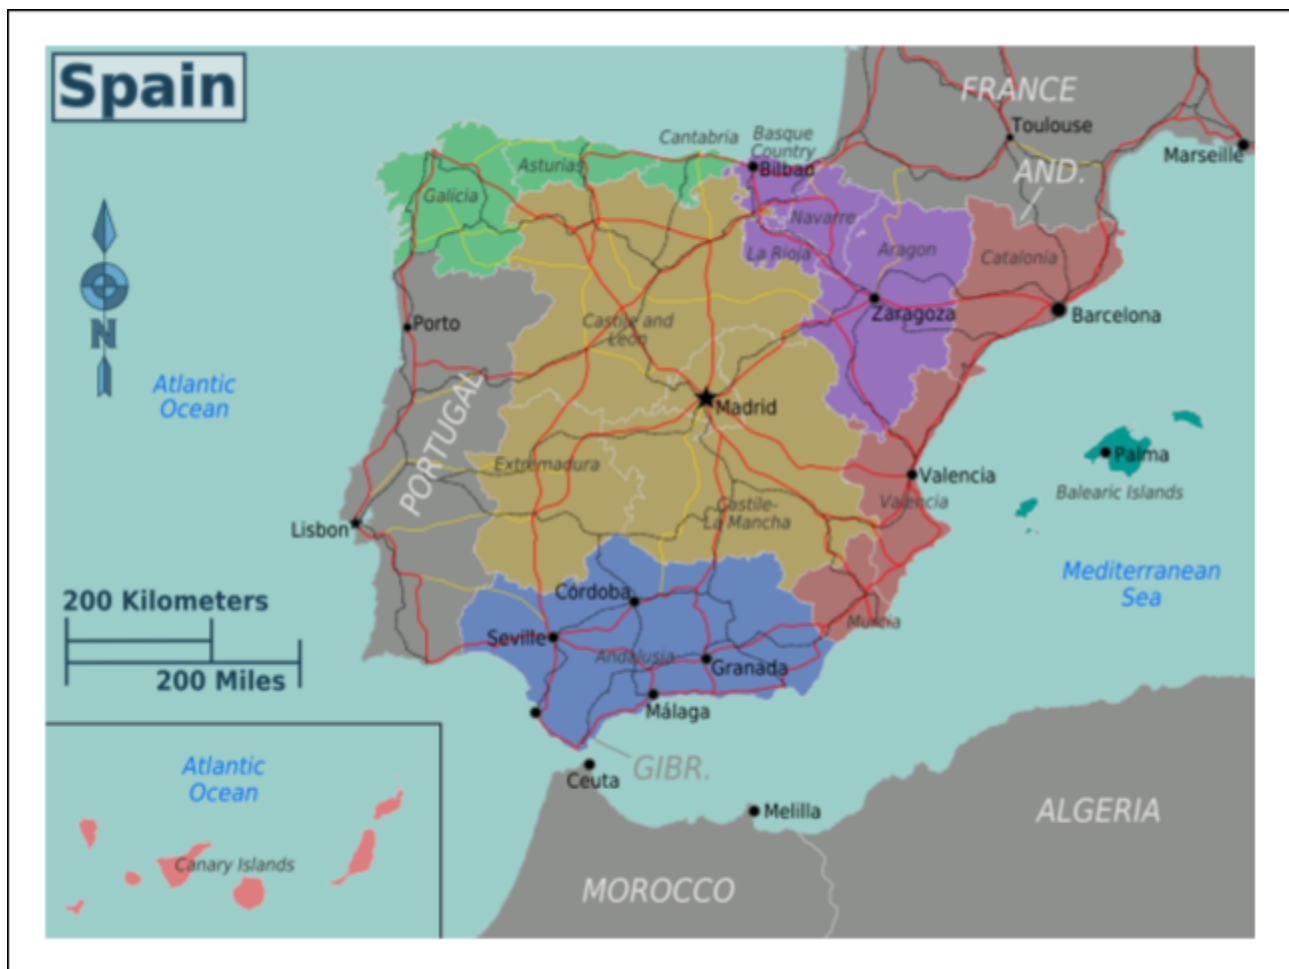 Spain
FRANCE
Toulouse
Marseille
AND.
Cantabria
Basque
Country
Bilbao
Asturias
Galicia
Navarre
La Rioja
Aragon
Catalonia
Zaragoza
Barcelona
N
Porto
Castile and
León
Atlantic
Ocean
Madrid
PORTUGAL
Extremadura
Palma
Balearic Islands
Valencia
Valencia
Castile-
La Mancha
Lisbon
Mediterranean
Sea
200 Kilometers
200 Miles
Córdoba
Seville
Murcia
Andalusia
Granada
Málaga
GIBR.
Ceuta
Melilla
ALGERIA
MOROCCO
Atlantic
Ocean
Canary Islands